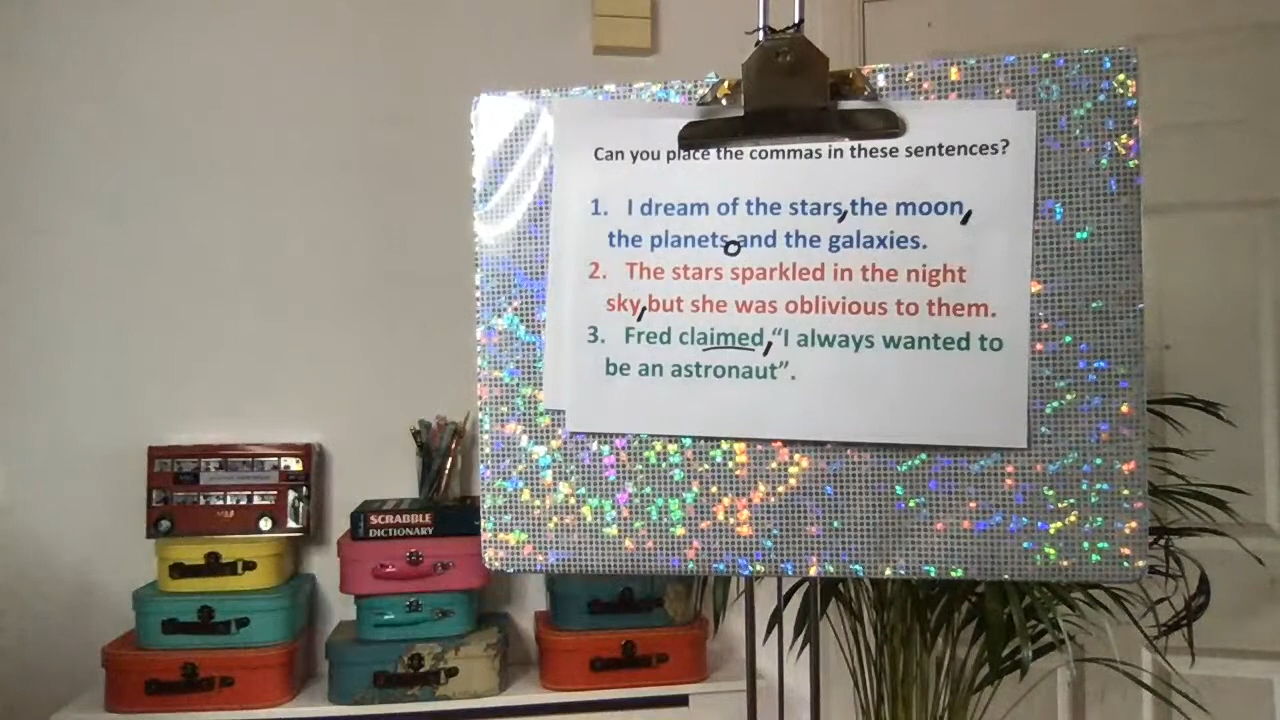 Can you place the commas in these sentences?
1. I dream of the stars, the moon,
the planets and the galaxies.
2. The stars sparkled in the night
sky, but she was oblivious to them.
3. Fred claimed, “I always wanted to
be an astronaut”.
SCRABBLE
DICTIONARY